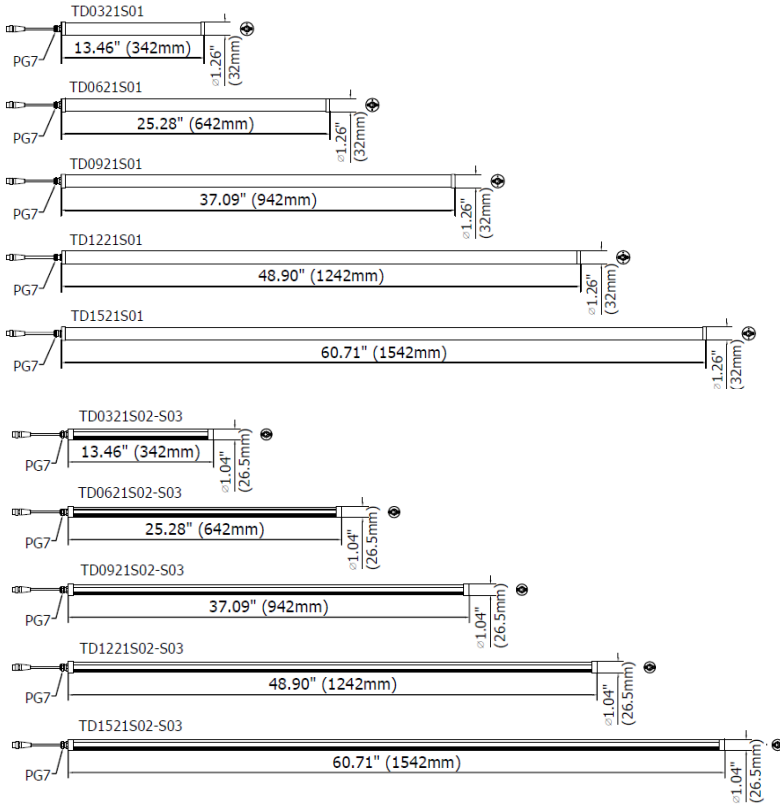 TD0321S01
13.46" (342mm)
PG7
⌀1.26"
(32mm)
TD0621S01
25.28" (642mm)
PG7
⌀1.26"
(32mm)
TD0921S01
37.09" (942mm)
PG7
⌀1.26"
(32mm)
TD1221S01
48.90" (1242mm)
PG7
⌀1.26"
(32mm)
TD1521S01
60.71" (1542mm)
PG7
⌀1.26"
(32mm)
TD0321S02-S03
13.46" (342mm)
PG7
⌀1.04"
(26.5mm)
TD0621S02-S03
25.28" (642mm)
PG7
⌀1.04"
(26.5mm)
TD0921S02-S03
37.09" (942mm)
PG7
⌀1.04"
(26.5mm)
TD1221S02-S03
48.90" (1242mm)
PG7
⌀1.04"
(26.5mm)
TD1521S02-S03
60.71" (1542mm)
PG7
⌀1.04"
(26.5mm)